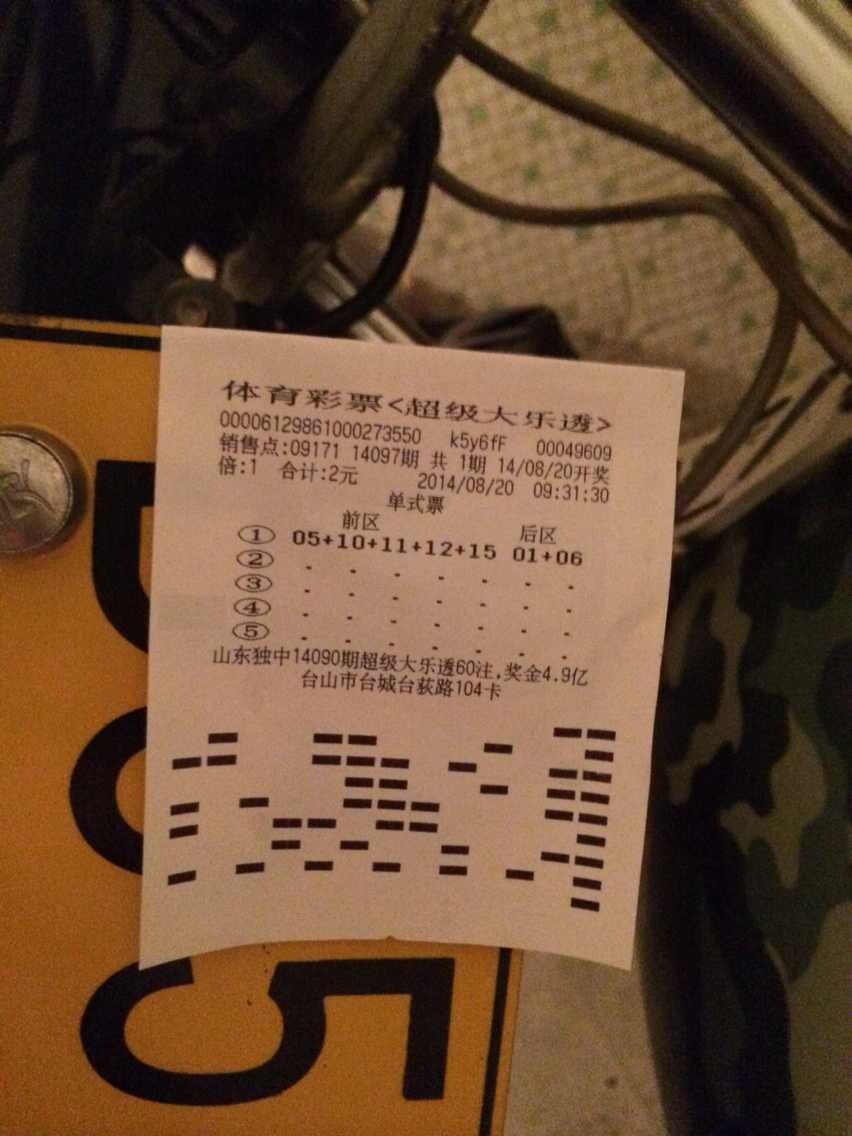 体育彩票<超级大乐透>
00006129861000273550 k5y6fF 00049609
销售点:09171 14097期 共 1期 14/08/20开奖
倍:1 合计:2元 2014/08/20 09:31:30
单式票
前区 后区
① 05+10+11+12+15 01+06
② - - - - - - -
③ - - - - - - -
④ - - - - - - -
⑤ - - - - - - -
山东独中14090期超级大乐透60注,奖金4.9亿
台山市台城台荻路104卡
5